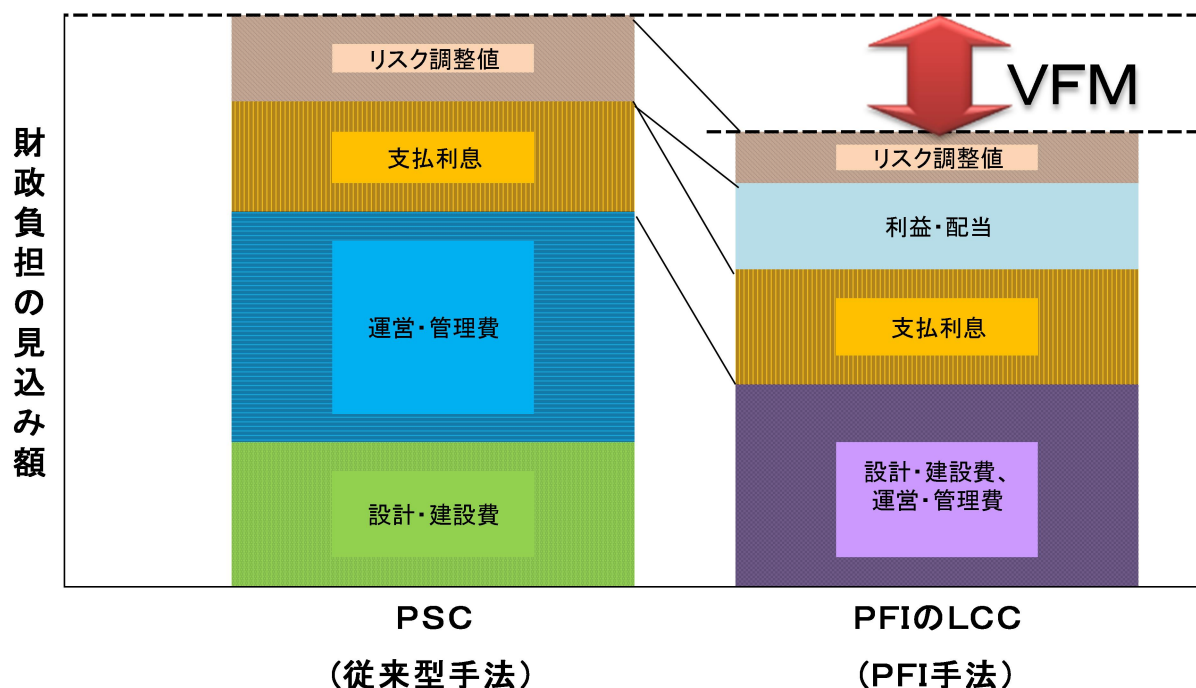 財政負担の見込み額
リスク調整値
支払利息
運営・管理費
設計・建設費
VFM
リスク調整値
利益・配当
支払利息
設計・建設費、
運営・管理費
PSC
（従来型手法）
PFIのLCC
（PFI手法）